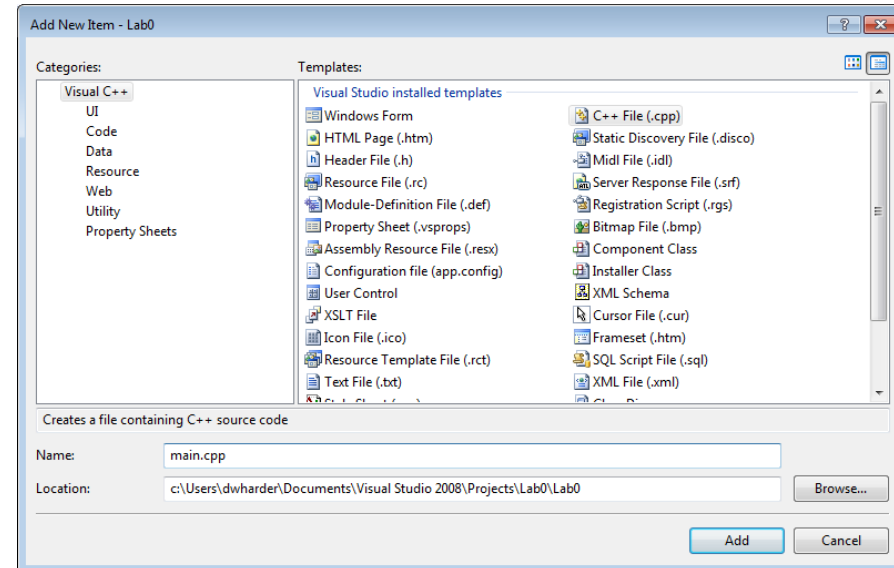 Add New Item - Lab0
Categories:
Templates:
Visual C++
UI
Code
Data
Resource
Web
Utility
Property Sheets
Visual Studio installed templates
Windows Form
C++ File (.cpp)
HTML Page (.htm)
Static Discovery File (.disco)
Header File (.h)
Midl File (.idl)
Resource File (.rc)
Server Response File (.srf)
Module-Definition File (.def)
Registration Script (.rgs)
Property Sheet (.vsprops)
Bitmap File (.bmp)
Assembly Resource File (.resx)
Component Class
Configuration file (app.config)
Installer Class
User Control
XML Schema
XSLT File
Cursor File (.cur)
Icon File (.ico)
Frameset (.htm)
Resource Template File (.rct)
SQL Script File (.sql)
Text File (.txt)
XML File (.xml)
Creates a file containing C++ source code
Name:
main.cpp
Location:
c:\Users\dwharder\Documents\Visual Studio 2008\Projects\Lab0\Lab0
Browse...
Add
Cancel